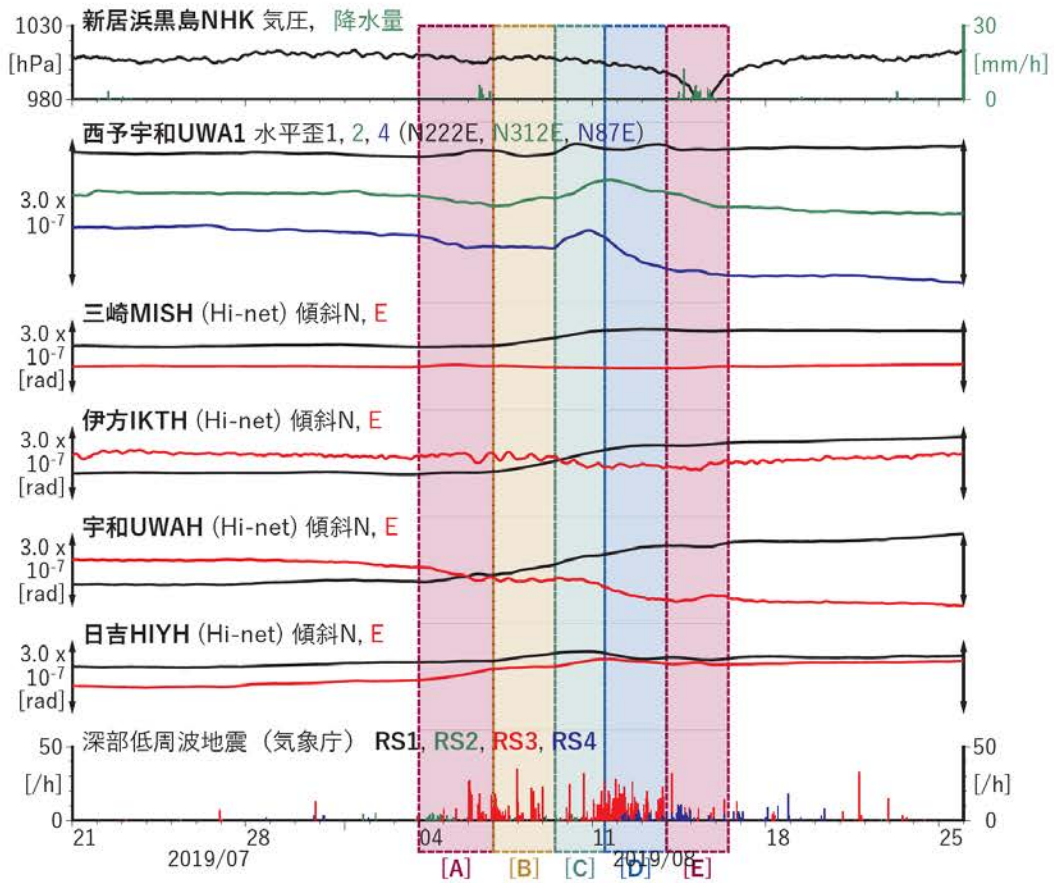 新居浜黒島NHK 気圧, 降水量
1030
[hPa]
980
30
[mm/h]
0
西予宇和UWA1 水平歪1, 2, 4 (N222E, N312E, N87E)
3.0 x
10-7
三崎MISH (Hi-net) 傾斜N, E
3.0 x
10-7
[rad]
伊方IKTH (Hi-net) 傾斜N, E
3.0 x
10-7
[rad]
宇和UWAH (Hi-net) 傾斜N, E
3.0 x
10-7
[rad]
日吉HIYH (Hi-net) 傾斜N, E
3.0 x
10-7
[rad]
深部低周波地震（気象庁） RS1, RS2, RS3, RS4
50
[/h]
0
50
[/h]
0
21 28 04 11 18 25
2019/07 2019/08
[A] [B] [C] [D] [E]